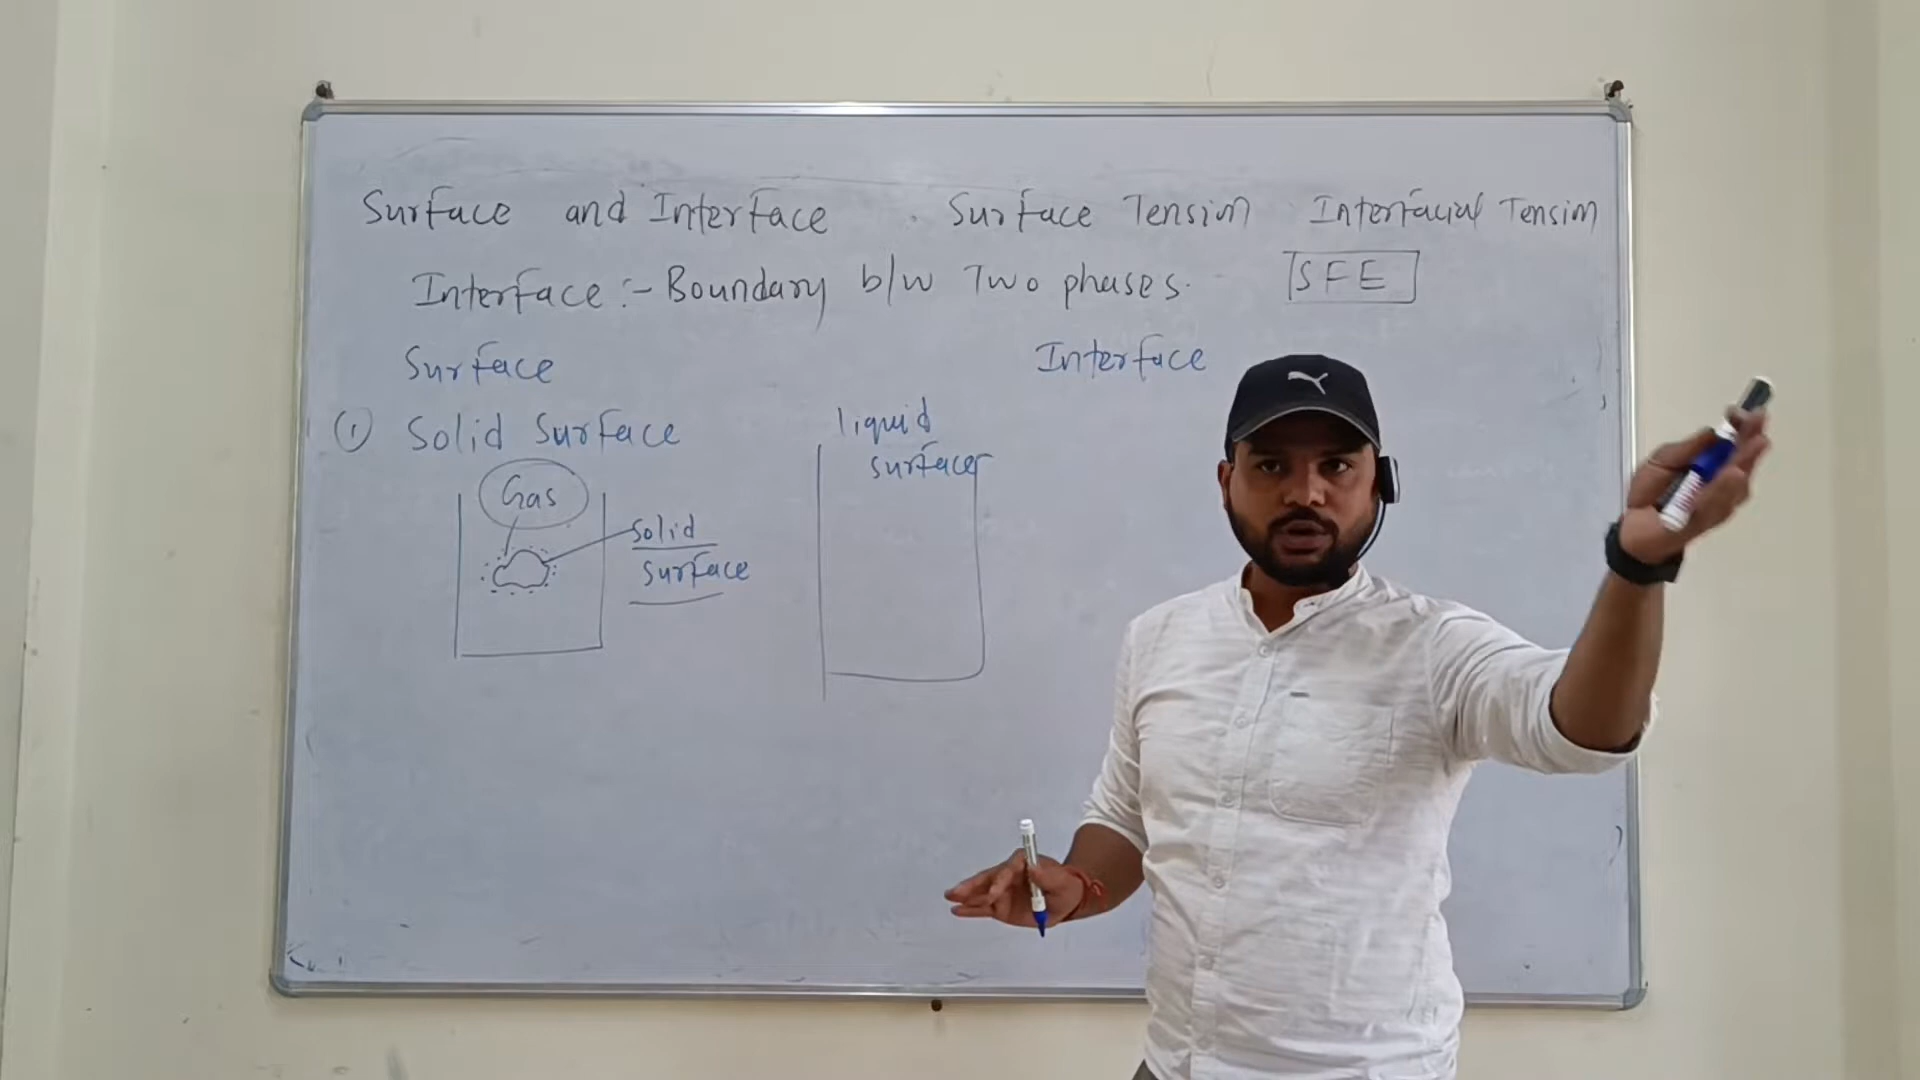 Surface and Interface . Surface Tension Interfacial Tension
Interface :- Boundary b/w Two phases. SFE
Surface Interface
① Solid Surface
liquid
surface
Gas
Solid
surface